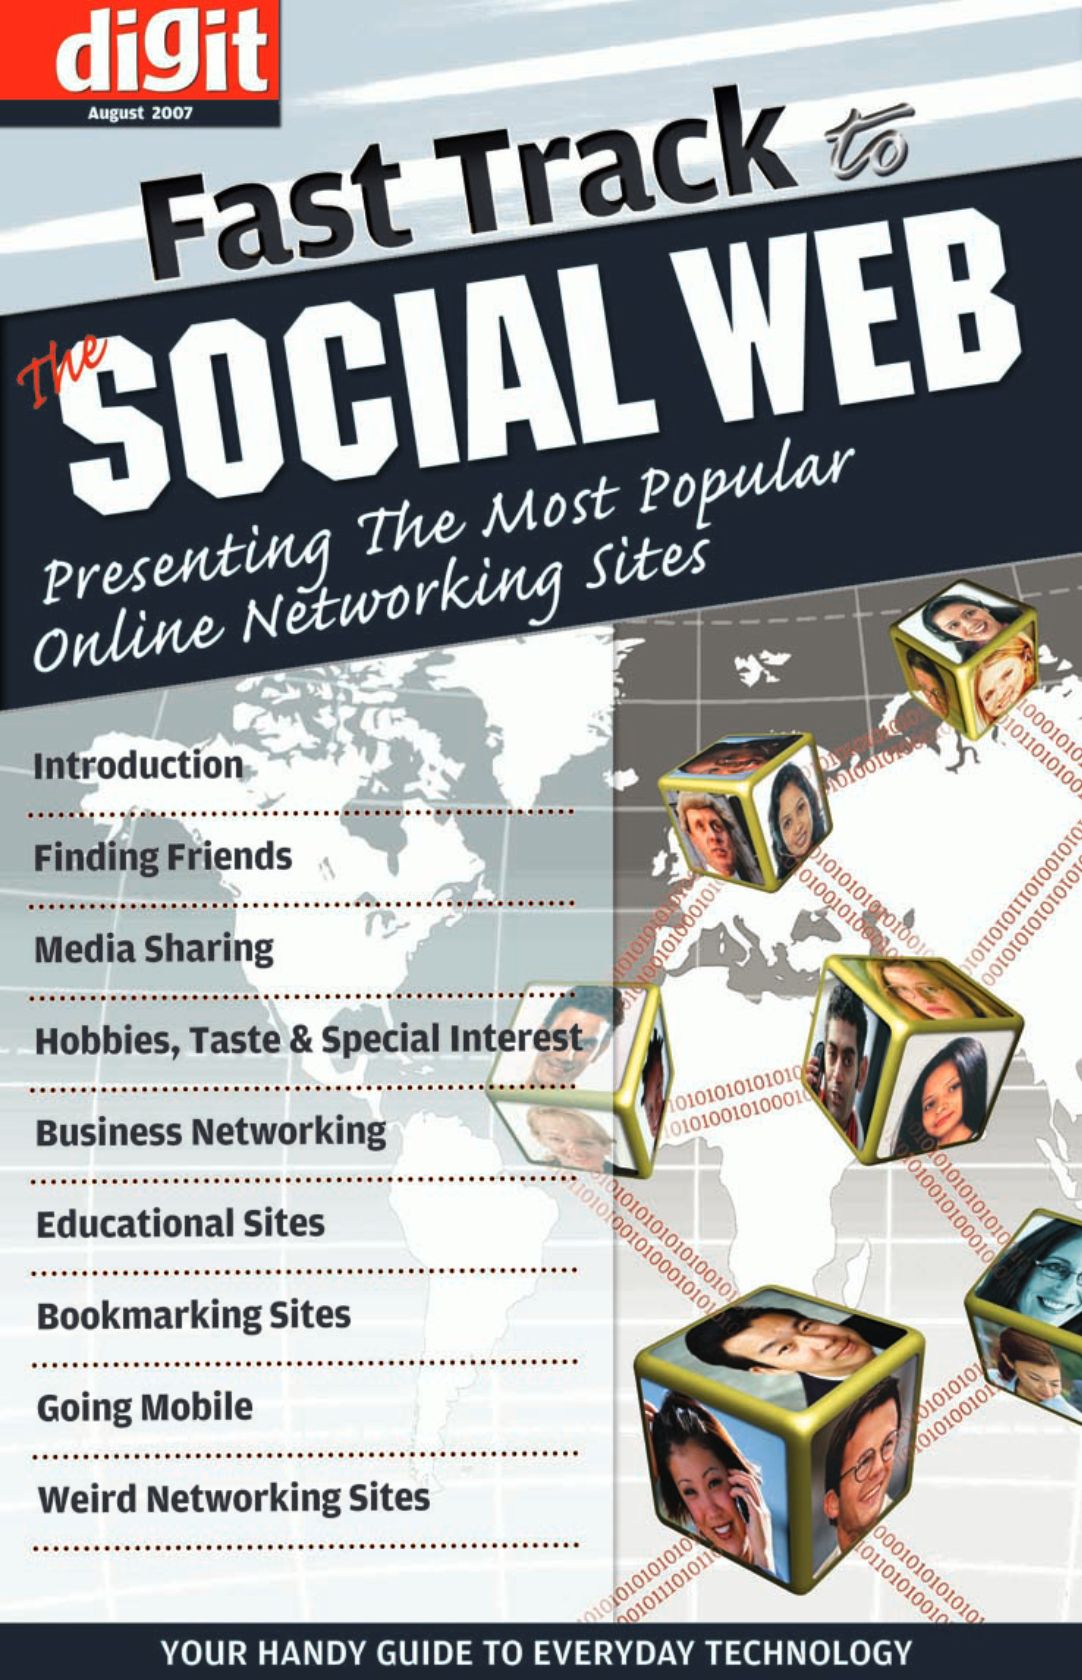 digit
August 2007
Fast Track to
The SOCIAL WEB
Presenting The Most Popular
Online Networking Sites
Introduction
Finding Friends
Media Sharing
Hobbies, Taste & Special Interest
Business Networking
Educational Sites
Bookmarking Sites
Going Mobile
Weird Networking Sites
YOUR HANDY GUIDE TO EVERYDAY TECHNOLOGY